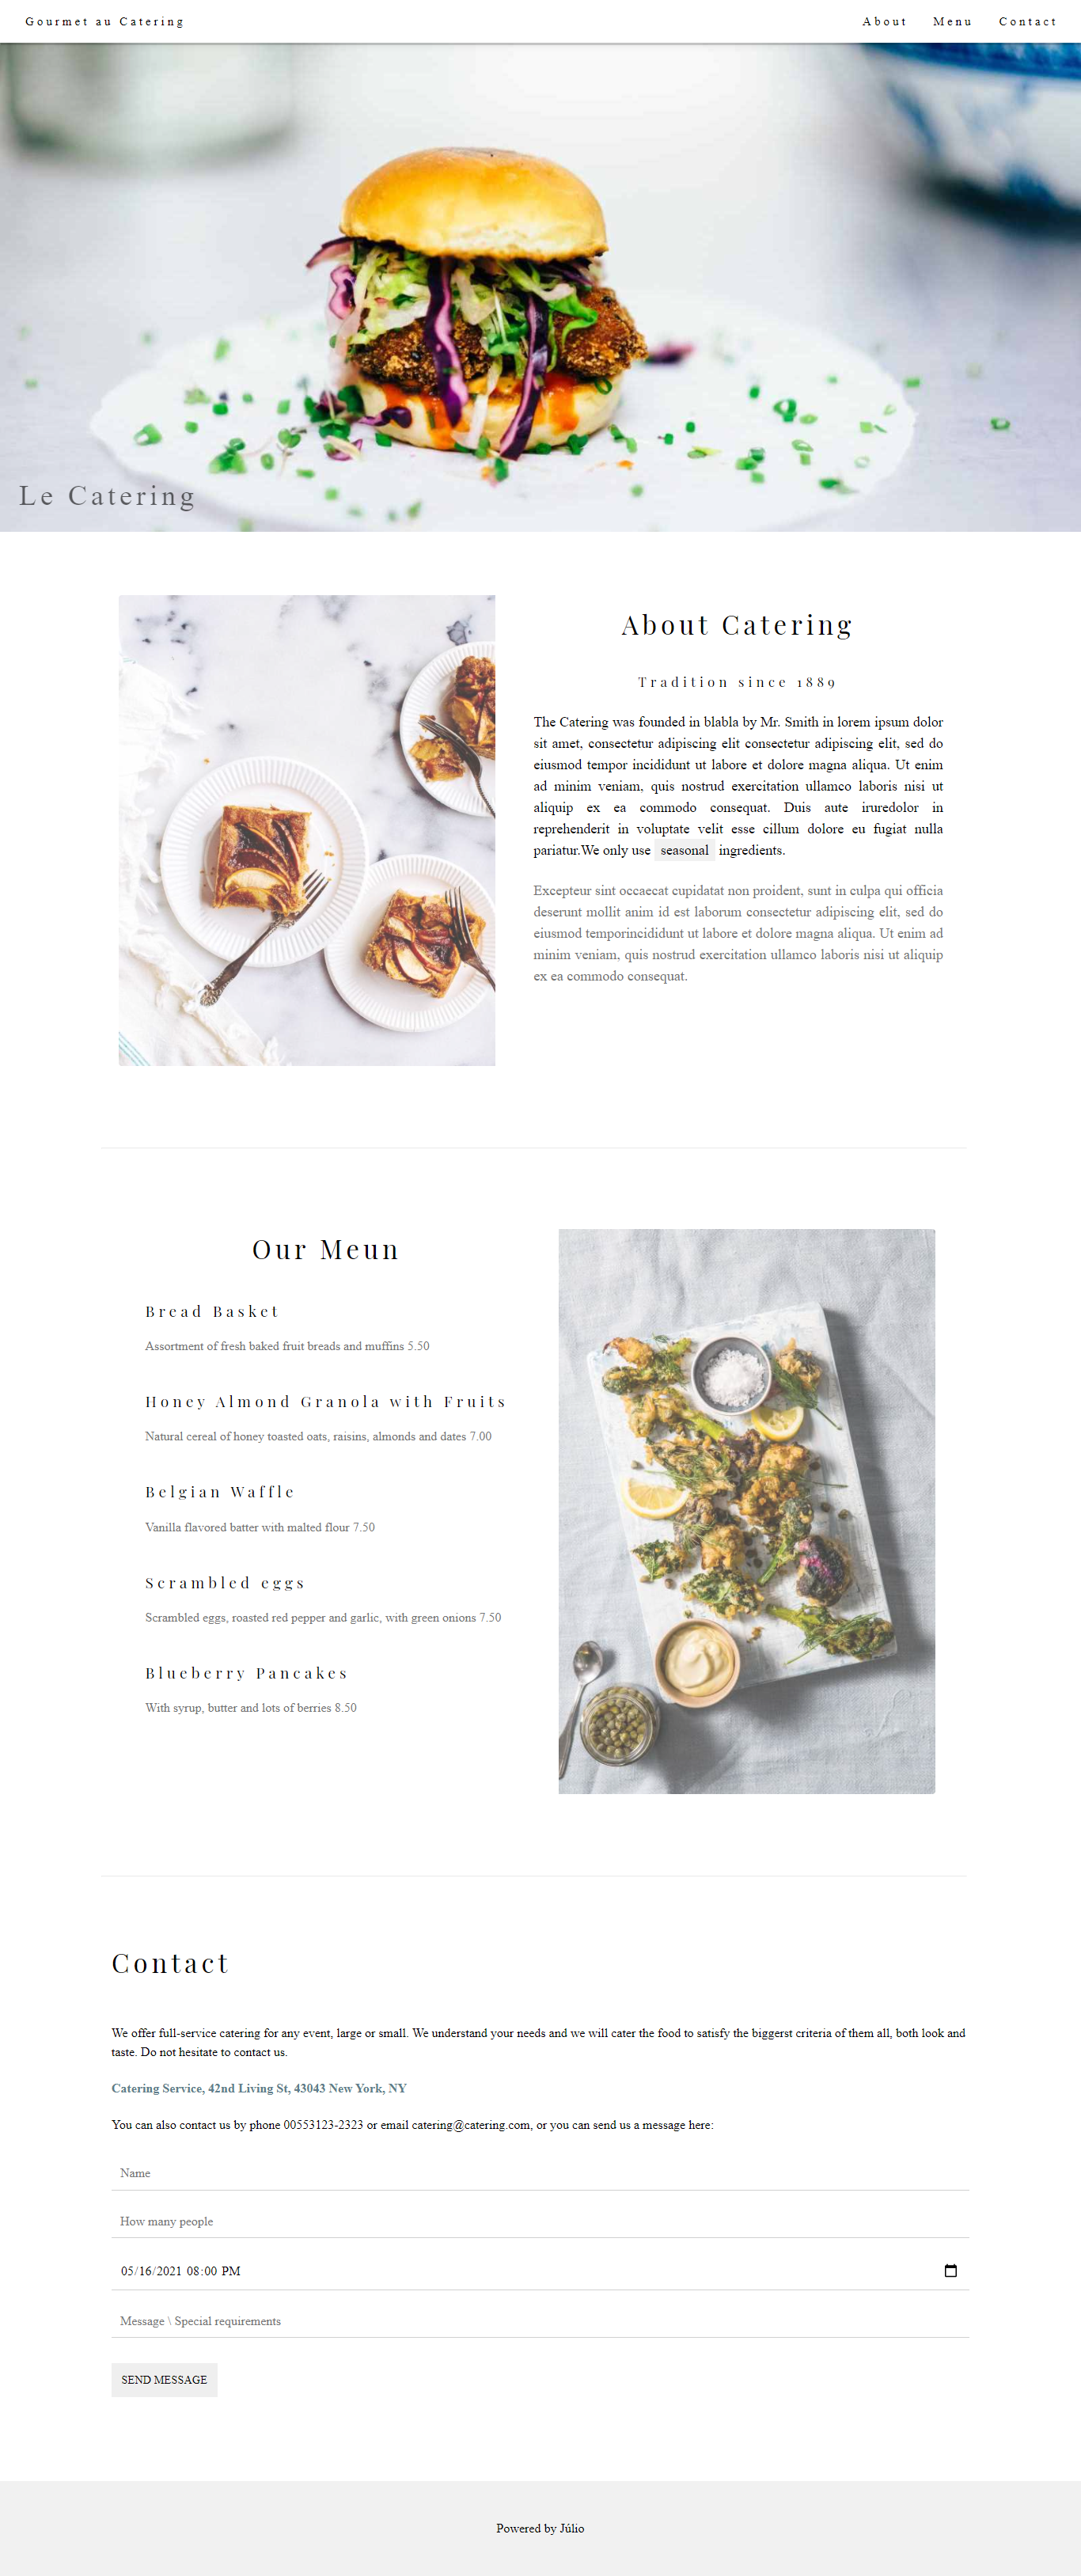 Gourmet au Catering
About Menu Contact
Le Catering
About Catering
Tradition since 1889
The Catering was founded in blabla by Mr. Smith in lorem ipsum dolor
sit amet, consectetur adipiscing elit consectetur adipiscing elit, sed do
eiusmod tempor incididunt ut labore et dolore magna aliqua. Ut enim
ad minim veniam, quis nostrud exercitation ullamco laboris nisi ut
aliquip ex ea commodo consequat. Duis aute iruredolor in
reprehenderit in voluptate velit esse cillum dolore eu fugiat nulla
pariatur.We only use seasonal ingredients.
Excepteur sint occaecat cupidatat non proident, sunt in culpa qui officia
deserunt mollit anim id est laborum consectetur adipiscing elit, sed do
eiusmod temporincididunt ut labore et dolore magna aliqua. Ut enim ad
minim veniam, quis nostrud exercitation ullamco laboris nisi ut aliquip
ex ea commodo consequat.
Our Meun
Bread Basket
Assortment of fresh baked fruit breads and muffins 5.50
Honey Almond Granola with Fruits
Natural cereal of honey toasted oats, raisins, almonds and dates 7.00
Belgian Waffle
Vanilla flavored batter with malted flour 7.50
Scrambled eggs
Scrambled eggs, roasted red pepper and garlic, with green onions 7.50
Blueberry Pancakes
With syrup, butter and lots of berries 8.50
Contact
We offer full-service catering for any event, large or small. We understand your needs and we will cater the food to satisfy the biggerst criteria of them all, both look and
taste. Do not hesitate to contact us.
Catering Service, 42nd Living St, 43043 New York, NY
You can also contact us by phone 00553123-2323 or email catering@catering.com, or you can send us a message here:
Name
How many people
05/16/2021 08:00 PM
Message \ Special requirements
SEND MESSAGE
Powered by Júlio